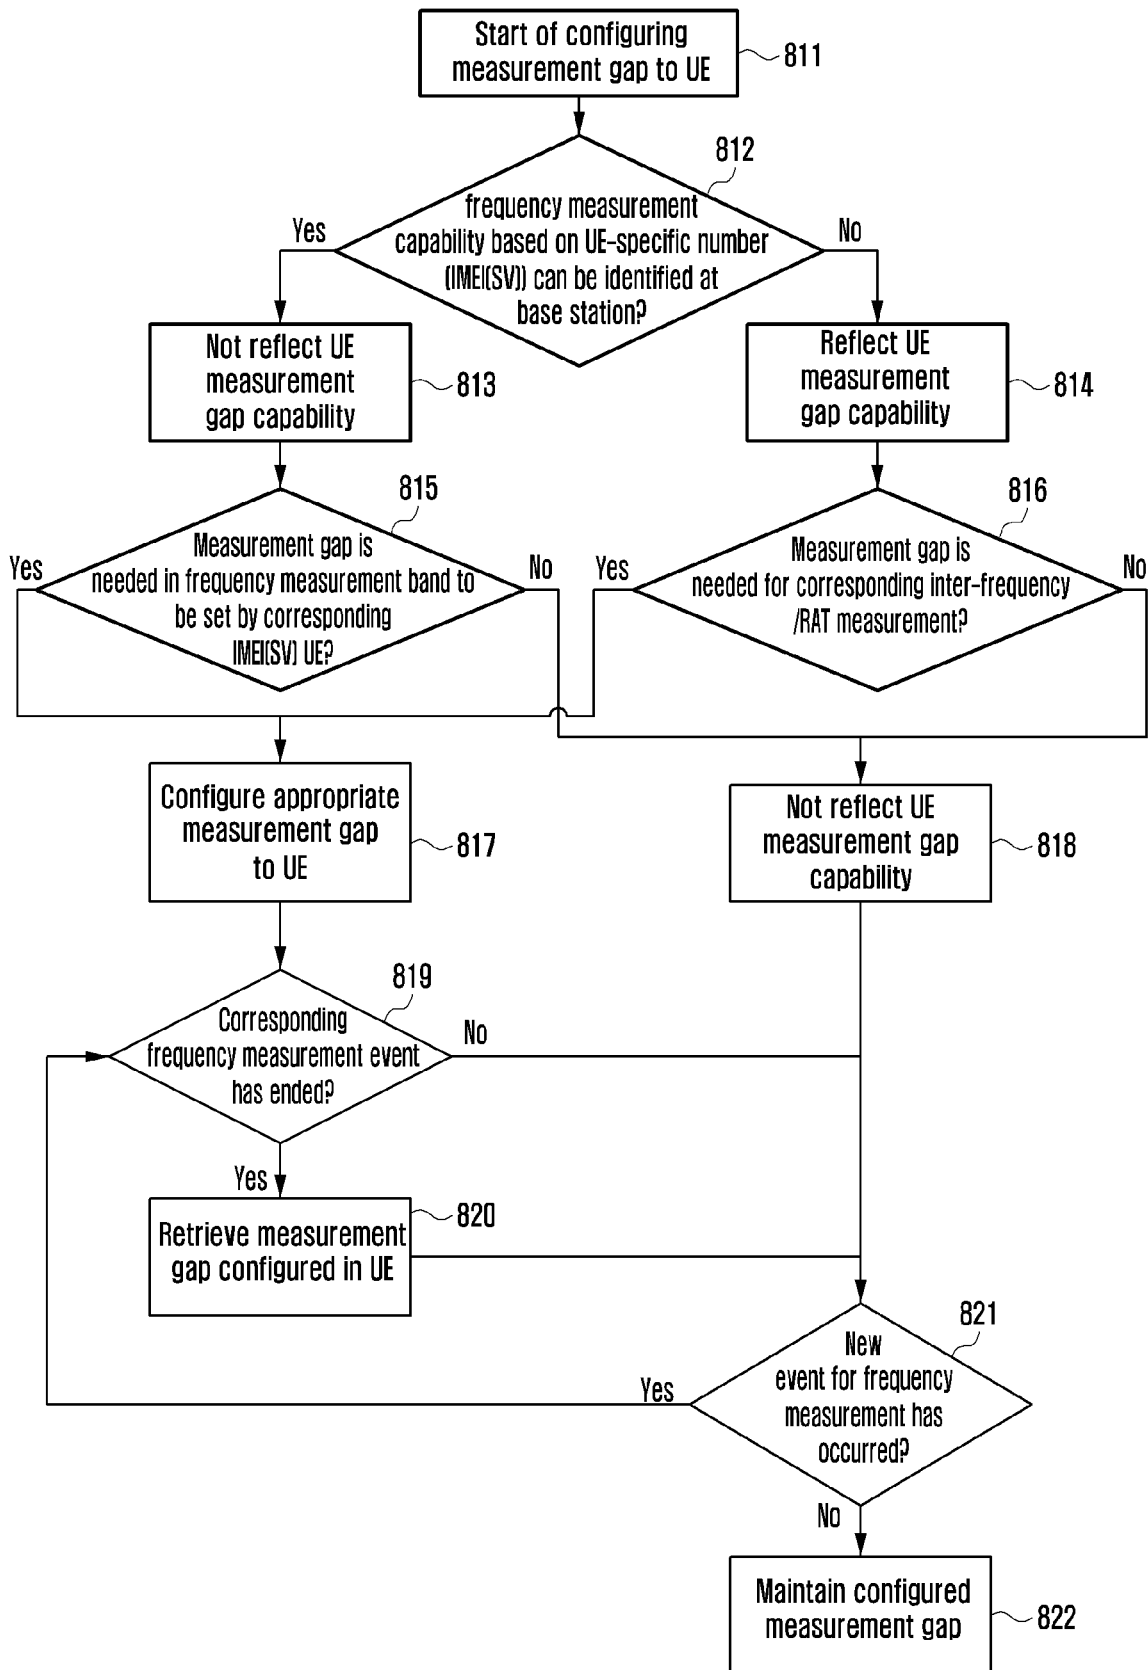 Start of configuring
measurement gap to UE
811
812
frequency measurement
capability based on UE-specific number
(IMEI(SV)) can be identified at
base station?
Yes
No
Not reflect UE
measurement
gap capability
813
Reflect UE
measurement
gap capability
814
815
Measurement gap is
needed in frequency measurement band to
be set by corresponding
IMEI(SV) UE?
Yes
No
816
Measurement gap is
needed for corresponding inter-frequency
/RAT measurement?
Yes
No
Configure appropriate
measurement gap
to UE
817
Not reflect UE
measurement gap
capability
818
819
Corresponding
frequency measurement event
has ended?
No
Yes
Retrieve measurement
gap configured in UE
820
821
New
event for frequency
measurement has
occurred?
Yes
No
Maintain configured
measurement gap
822